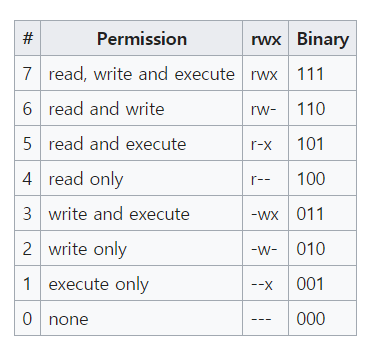 # Permission rwx Binary
7 read, write and execute rwx 111
6 read and write rw- 110
5 read and execute r-x 101
4 read only r-- 100
3 write and execute -wx 011
2 write only -w- 010
1 execute only --x 001
0 none --- 000